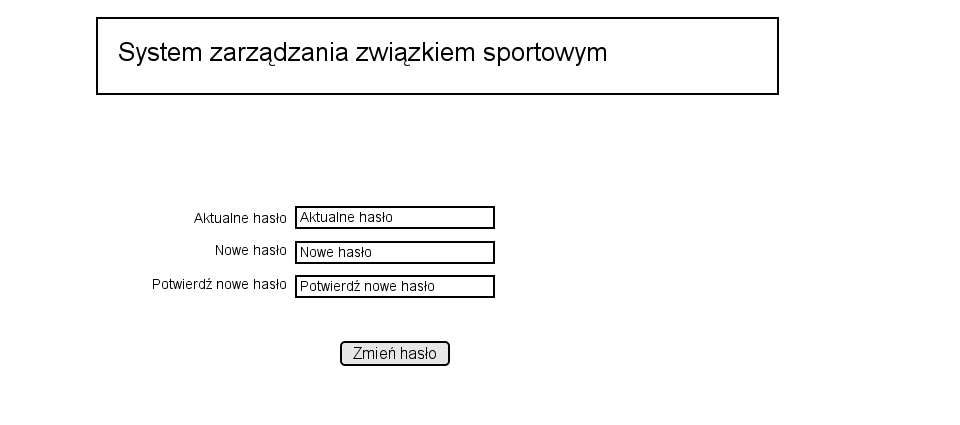 System zarządzania związkiem sportowym
Aktualne hasło Aktualne hasło
Nowe hasło Nowe hasło
Potwierdź nowe hasło Potwierdź nowe hasło
Zmień hasło